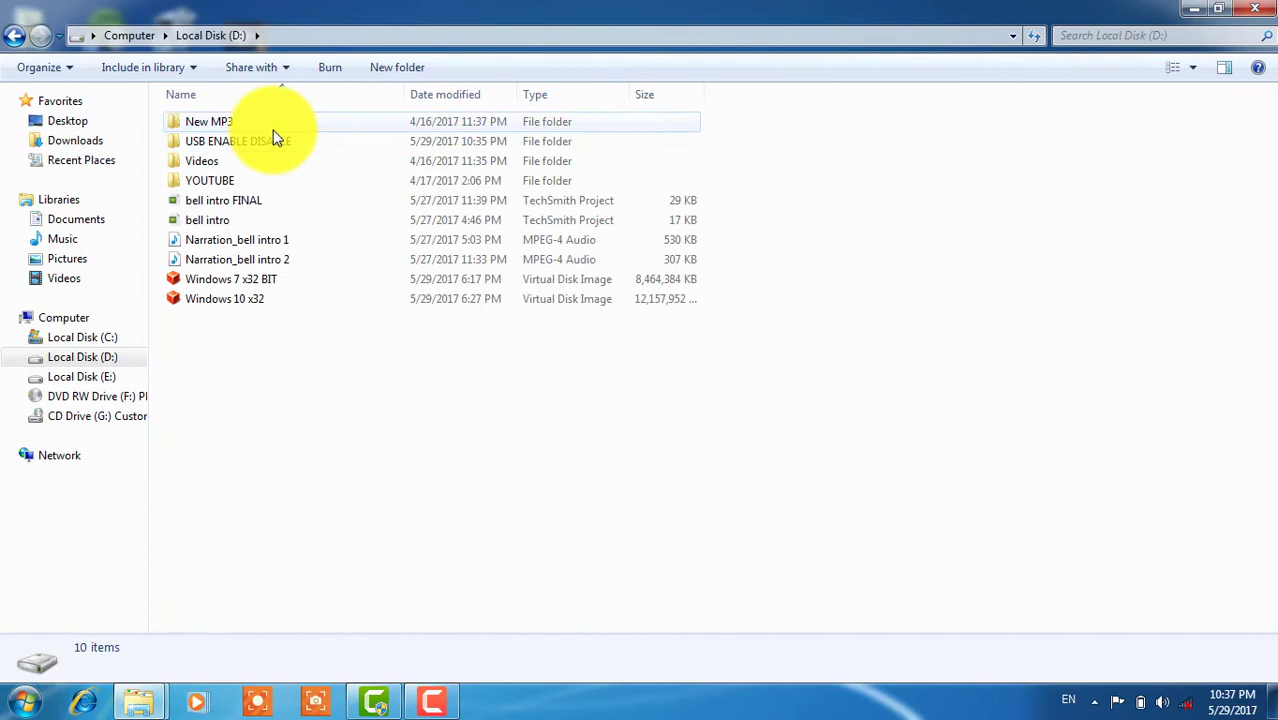 Computer Local Disk (D:) Search Local Disk (D:)
Organize Include in library Share with Burn New folder
Name Date modified Type Size
New MP3 4/16/2017 11:37 PM File folder
USB ENABLE DISABLE 5/29/2017 10:35 PM File folder
Videos 4/16/2017 11:35 PM File folder
YOUTUBE 4/17/2017 2:06 PM File folder
bell intro FINAL 5/27/2017 11:39 PM TechSmith Project 29 KB
bell intro 5/27/2017 4:46 PM TechSmith Project 17 KB
Narration_bell intro 1 5/27/2017 5:03 PM MPEG-4 Audio 530 KB
Narration_bell intro 2 5/27/2017 11:33 PM MPEG-4 Audio 307 KB
Windows 7 x32 BIT 5/29/2017 6:17 PM Virtual Disk Image 8,464,384 KB
Windows 10 x32 5/29/2017 6:27 PM Virtual Disk Image 12,157,952 ...
Favorites
Desktop
Downloads
Recent Places
Libraries
Documents
Music
Pictures
Videos
Computer
Local Disk (C:)
Local Disk (D:)
Local Disk (E:)
DVD RW Drive (F:) Pl
CD Drive (G:) Custor
Network
10 items
EN 10:37 PM
5/29/2017